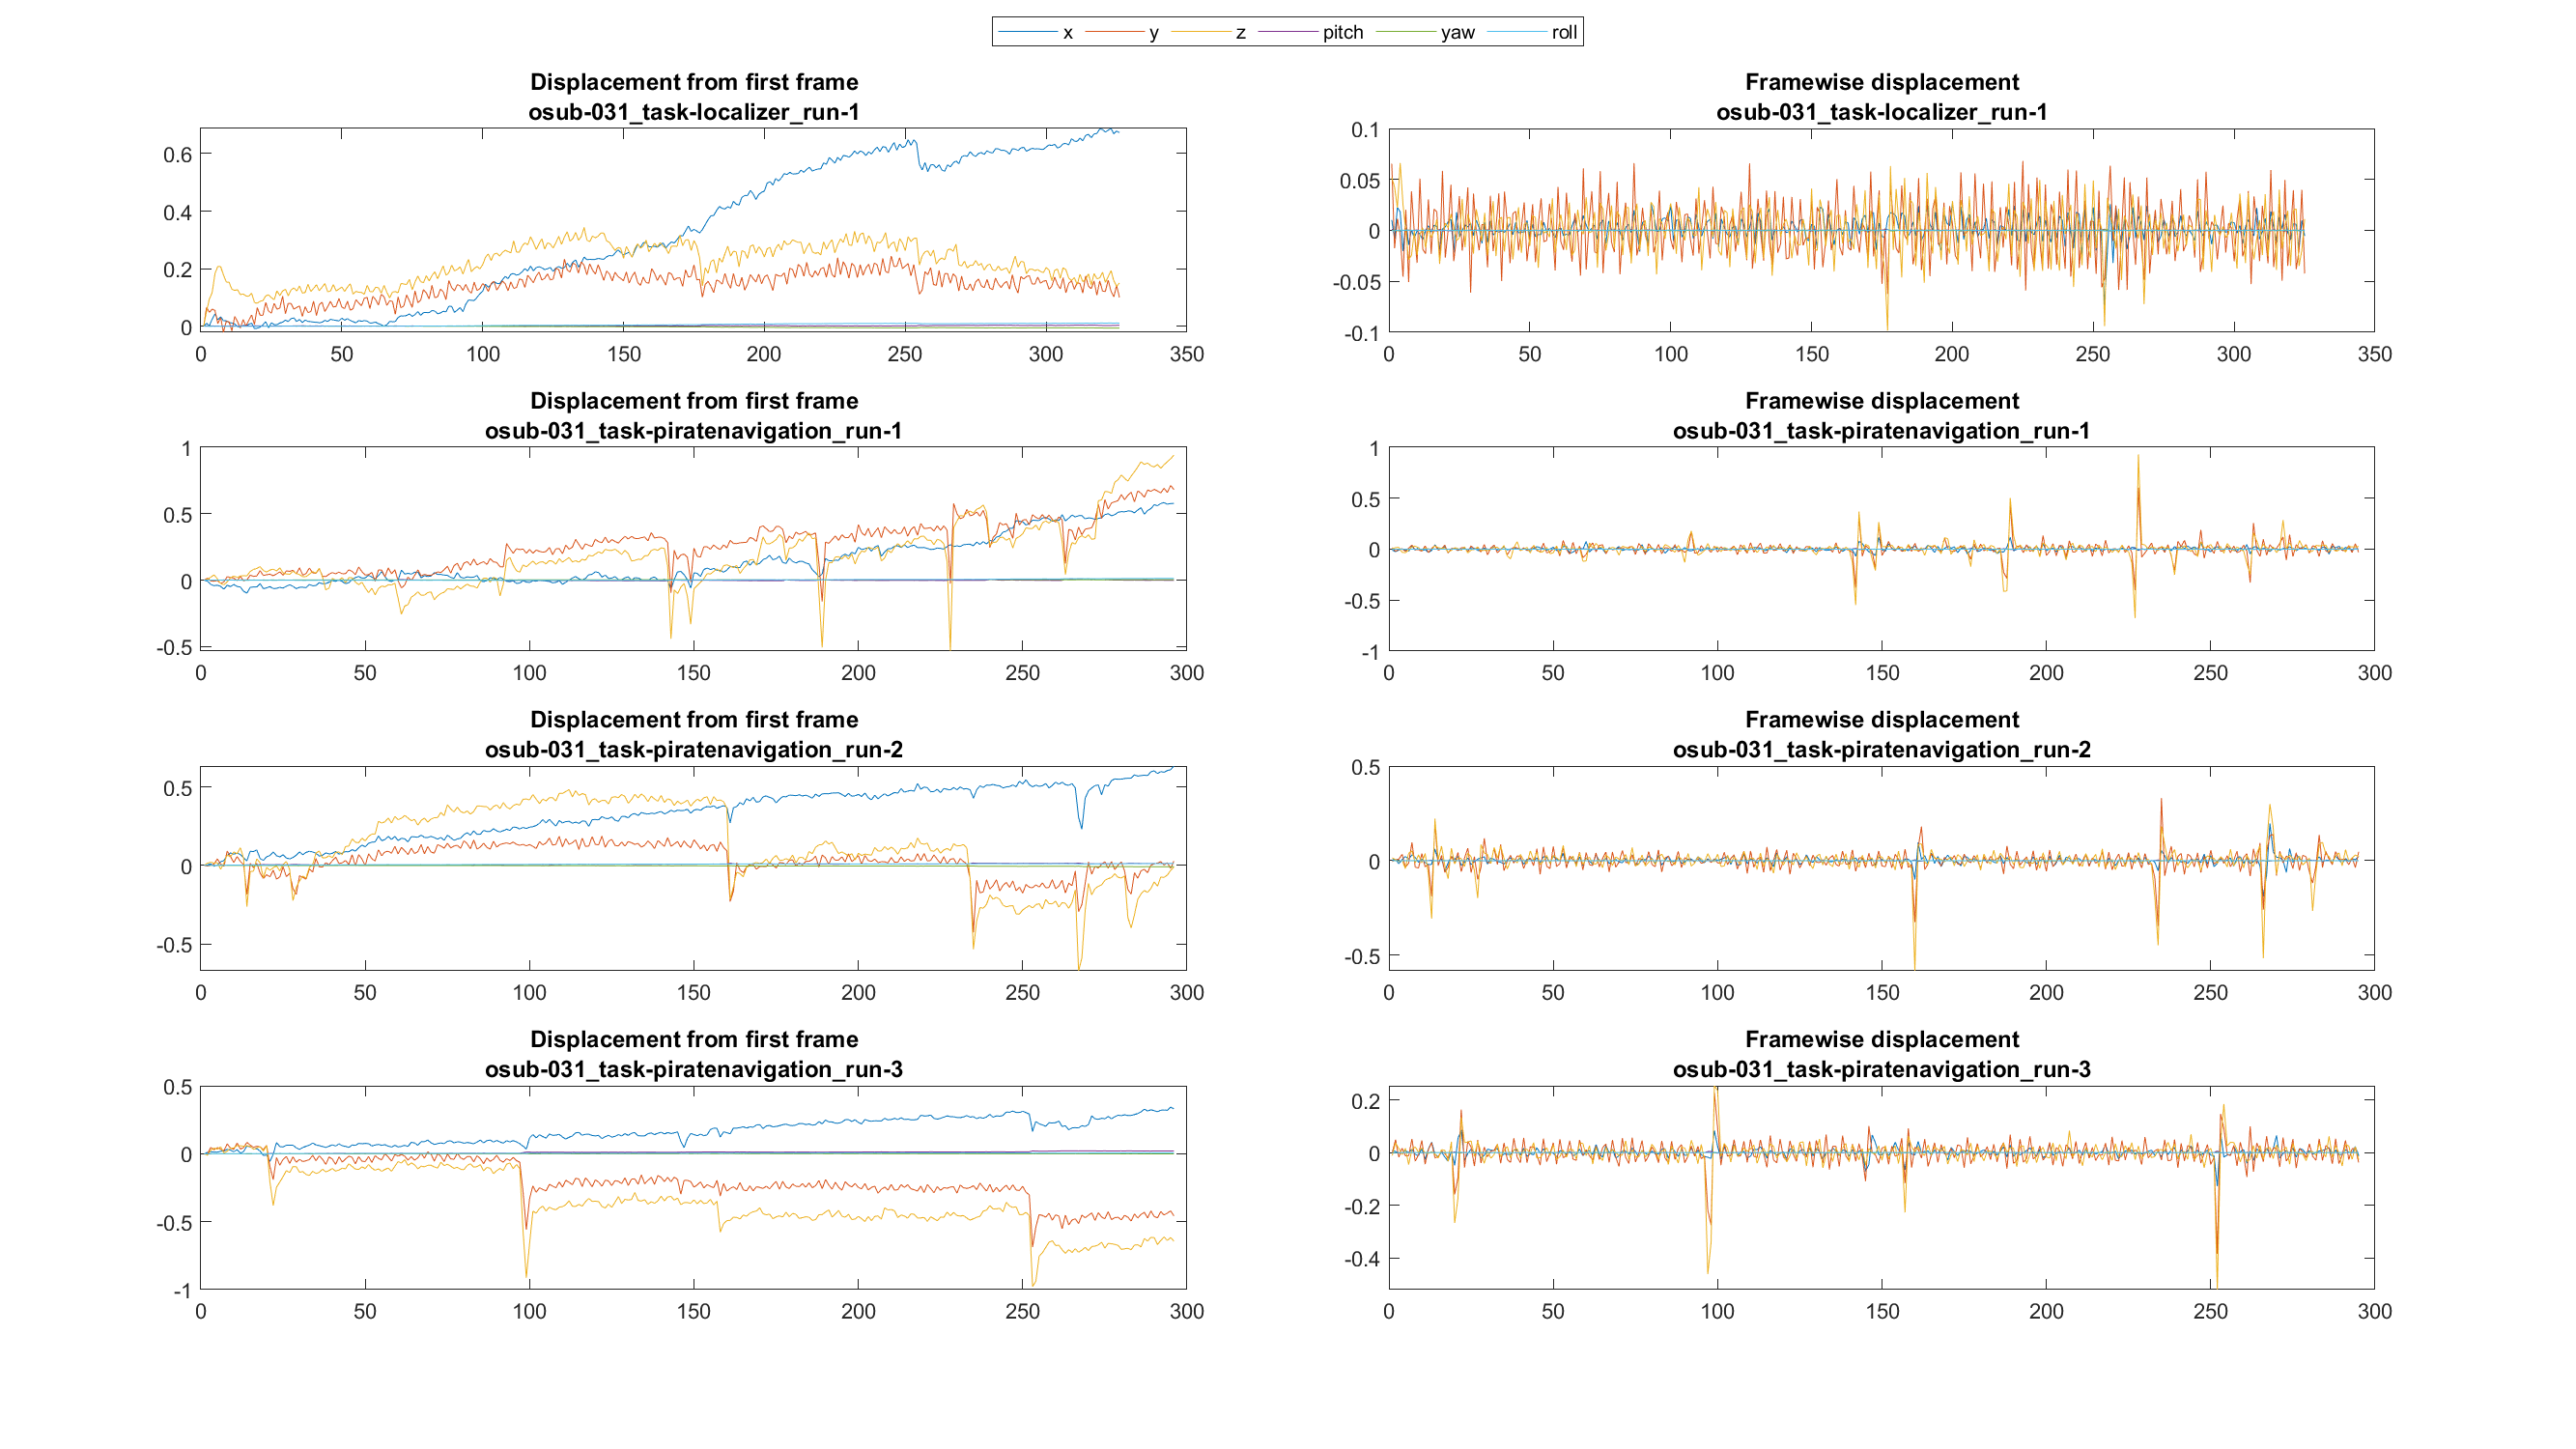 x y z pitch yaw roll
Displacement from first frame
osub-031_task-localizer_run-1
0.6
0.4
0.2
0
0 50 100 150 200 250 300 350
Framewise displacement
osub-031_task-localizer_run-1
0.1
0.05
0
-0.05
-0.1
0 50 100 150 200 250 300 350
Displacement from first frame
osub-031_task-piratenavigation_run-1
1
0.5
0
-0.5
0 50 100 150 200 250 300
Framewise displacement
osub-031_task-piratenavigation_run-1
1
0.5
0
-0.5
-1
0 50 100 150 200 250 300
Displacement from first frame
osub-031_task-piratenavigation_run-2
0.5
0
-0.5
0 50 100 150 200 250 300
Framewise displacement
osub-031_task-piratenavigation_run-2
0.5
0
-0.5
0 50 100 150 200 250 300
Displacement from first frame
osub-031_task-piratenavigation_run-3
0.5
0
-0.5
-1
0 50 100 150 200 250 300
Framewise displacement
osub-031_task-piratenavigation_run-3
0.2
0
-0.2
-0.4
0 50 100 150 200 250 300